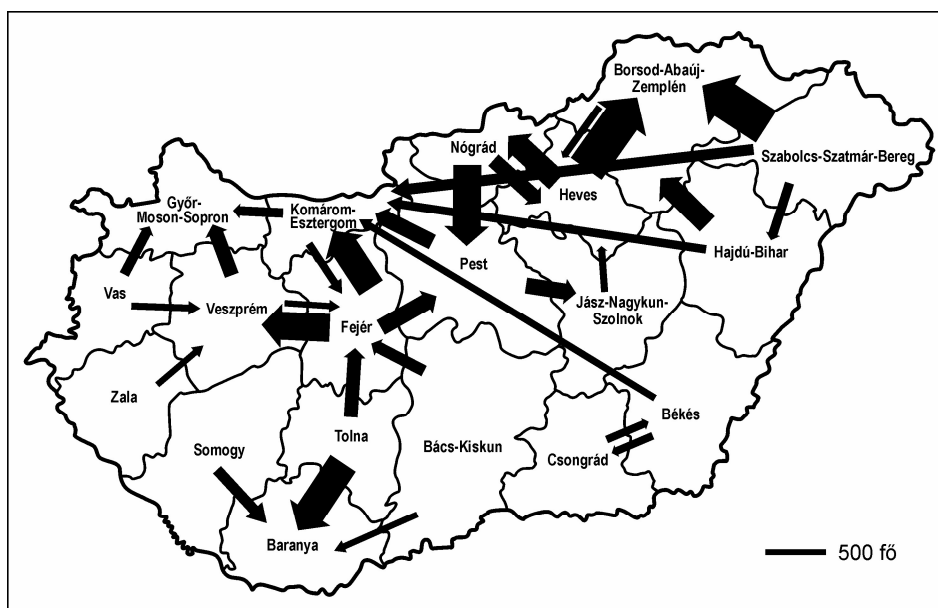 Borsod-Abaúj-
Zemplén
Nógrád
Szabolcs-Szatmár-Bereg
Heves
Győr-
Moson-Sopron
Komárom-
Esztergom
Hajdú-Bihar
Pest
Vas
Veszprém
Fejér
Jász-Nagykun-
Szolnok
Zala
Békés
Tolna
Somogy
Bács-Kiskun
Csongrád
Baranya
500 fő